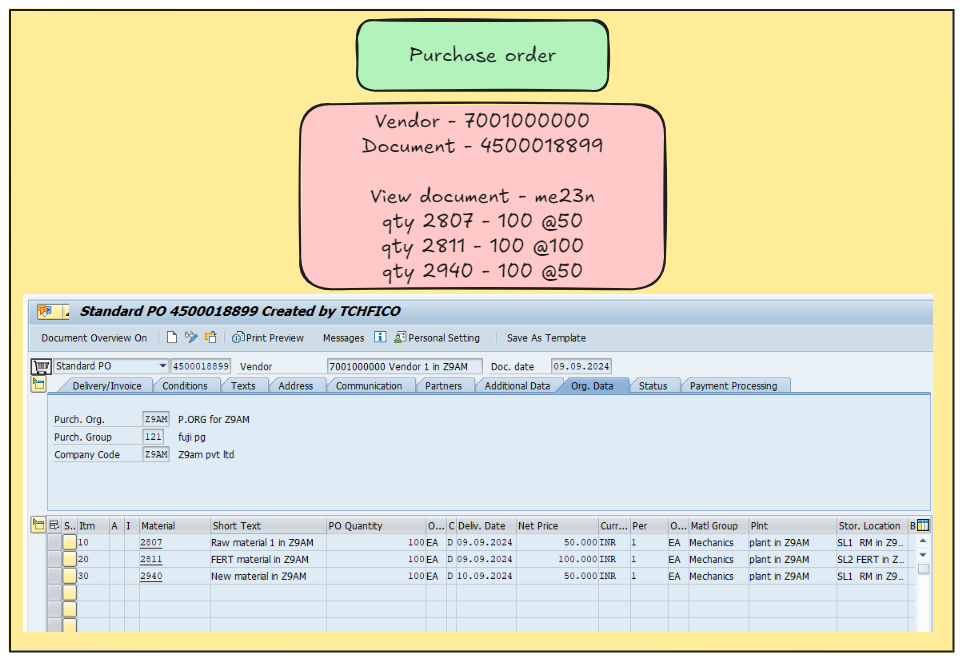 Purchase order
Vendor - 7001000000
Document - 4500018899
View document - me23n
qty 2807 - 100 @50
qty 2811 - 100 @100
qty 2940 - 100 @50
Standard PO 4500018899 Created by TCHFICO
Document Overview On Print Preview Messages Personal Setting Save As Template
Standard PO 4500018899 Vendor 7001000000 Vendor 1 in Z9AM Doc. date 09.09.2024
Delivery/Invoice Conditions Texts Address Communication Partners Additional Data Org. Data Status Payment Processing
Purch. Org. Z9AM P.ORG for Z9AM
Purch. Group 121 fuji pg
Company Code Z9AM Z9am pvt ltd
S.. Itm A I Material Short Text PO Quantity O... C Deliv. Date Net Price Curr... Per O... Matl Group Plnt Stor. Location B
10 2807 Raw material 1 in Z9AM 100 EA D 09.09.2024 50.000 INR 1 EA Mechanics plant in Z9AM SL1 RM in Z9..
20 2811 FERT material in Z9AM 100 EA D 09.09.2024 100.000 INR 1 EA Mechanics plant in Z9AM SL2 FERT in Z..
30 2940 New material in Z9AM 100 EA D 10.09.2024 50.000 INR 1 EA Mechanics plant in Z9AM SL1 RM in Z9..